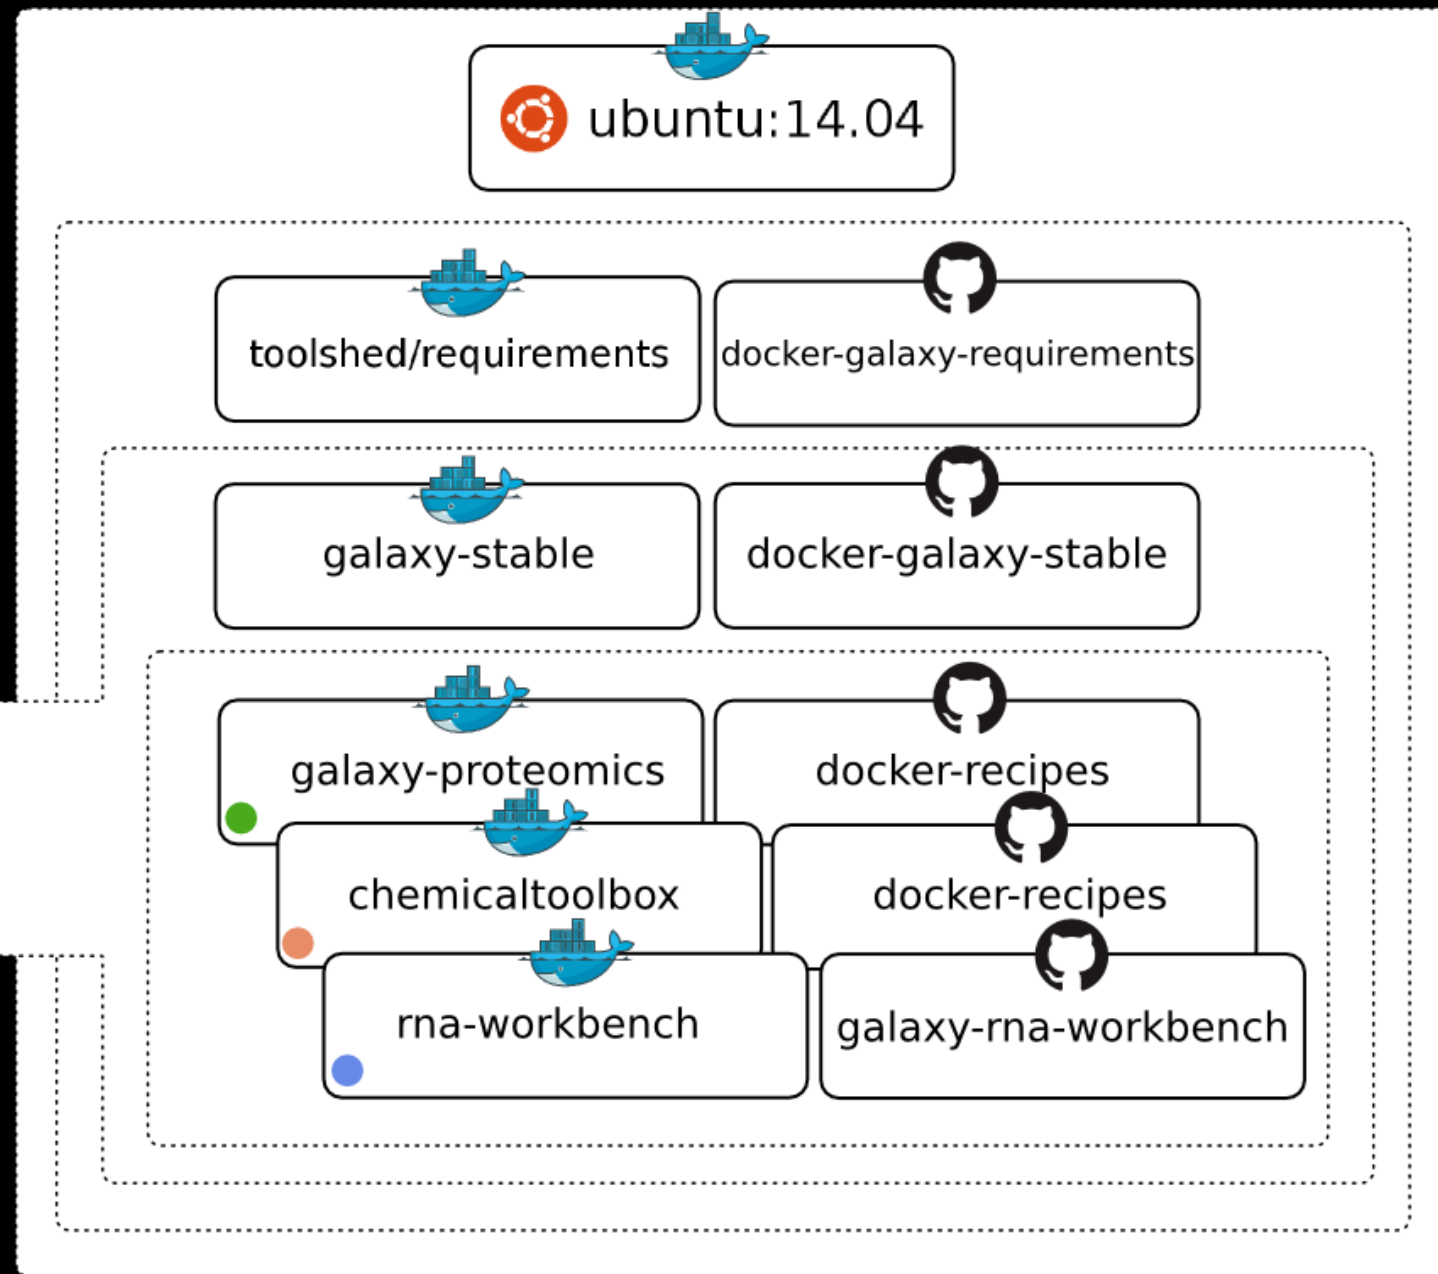 ubuntu:14.04
toolshed/requirements
docker-galaxy-requirements
galaxy-stable
docker-galaxy-stable
galaxy-proteomics
docker-recipes
chemicaltoolbox
docker-recipes
rna-workbench
galaxy-rna-workbench